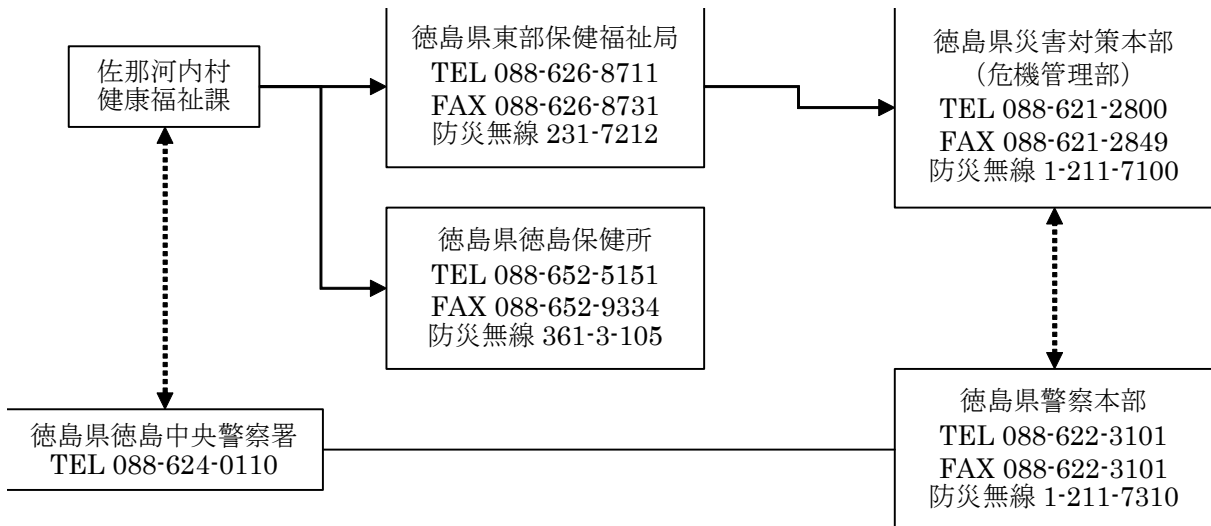 佐那河内村
健康福祉課
徳島県東部保健福祉局
TEL 088-626-8711
FAX 088-626-8731
防災無線 231-7212
徳島県災害対策本部
（危機管理部）
TEL 088-621-2800
FAX 088-621-2849
防災無線 1-211-7100
徳島県徳島保健所
TEL 088-652-5151
FAX 088-652-9334
防災無線 361-3-105
徳島県徳島中央警察署
TEL 088-624-0110
徳島県警察本部
TEL 088-622-3101
FAX 088-622-3101
防災無線 1-211-7310